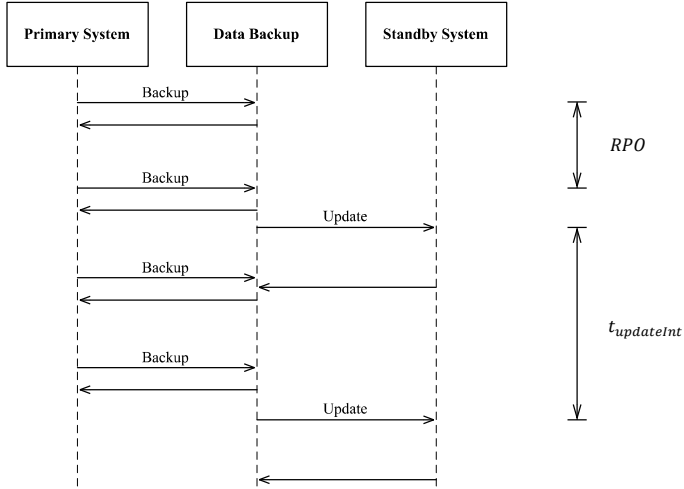 Primary System
Data Backup
Standby System
Backup
RPO
Backup
Update
Backup
t_updateInt
Backup
Update